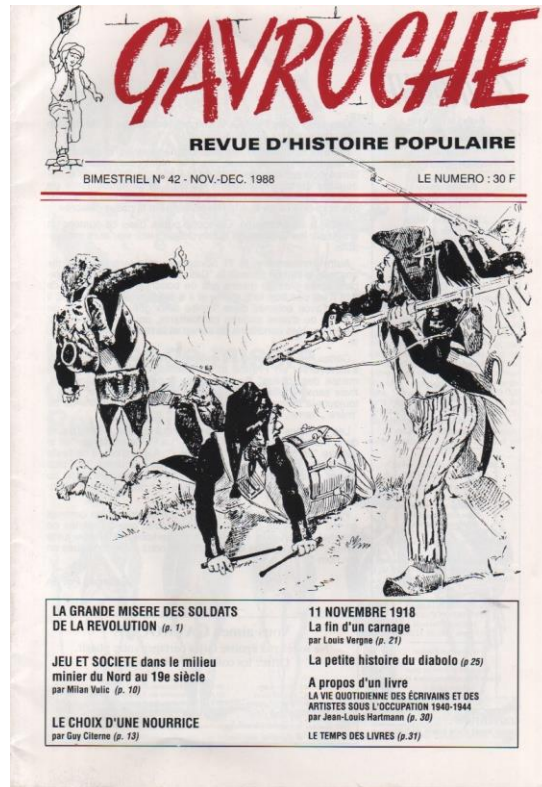 GAVROCHE
REVUE D'HISTOIRE POPULAIRE
BIMESTRIEL N° 42 - NOV.-DEC. 1988
LE NUMERO : 30 F
LA GRANDE MISERE DES SOLDATS
DE LA REVOLUTION (p. 1)
JEU ET SOCIETE dans le milieu
minier du Nord au 19e siècle
par Milan Vulic (p. 10)
LE CHOIX D'UNE NOURRICE
par Guy Citerne (p. 13)
11 NOVEMBRE 1918
La fin d'un carnage
par Louis Vergne (p. 21)
La petite histoire du diabolo (p 25)
A propos d'un livre
LA VIE QUOTIDIENNE DES ÉCRIVAINS ET DES
ARTISTES SOUS L'OCCUPATION 1940-1944
par Jean-Louis Hartmann (p. 30)
LE TEMPS DES LIVRES (p.31)